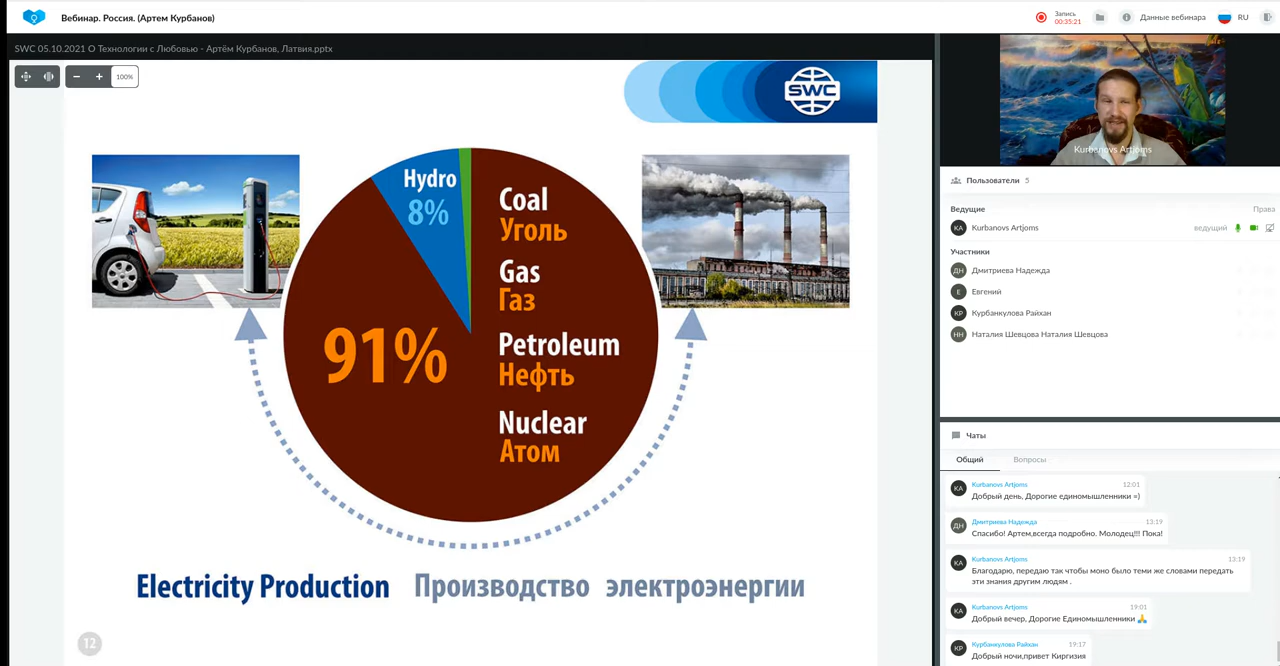 Вебинар. Россия. (Артем Курбанов)
Запись
00:35:21
Данные вебинара
RU
SWC 05.10.2021 О Технологии с Любовью - Артём Курбанов, Латвия.pptx
100%
SWC
Hydro
8%
91%
Coal
Уголь
Gas
Газ
Petroleum
Нефть
Nuclear
Атом
Electricity Production Производство электроэнергии
12
Kurbanovs Artjoms
Пользователи 5
Ведущие Права
KA Kurbanovs Artjoms ведущий
Участники
ДН Дмитриева Надежда
Е Евгений
КР Курбанкулова Райхан
НН Наталия Шевцова Наталия Шевцова
Чаты
Общий Вопросы
KA Kurbanovs Artjoms 12:01
Добрый день, Дорогие единомышленники =)
ДН Дмитриева Надежда 13:19
Спасибо! Артем,всегда подробно. Молодец!!! Пока!
KA Kurbanovs Artjoms 13:19
Благодарю, передаю так чтобы моно было теми же словами передать
эти знания другим людям .
KA Kurbanovs Artjoms 19:01
Добрый вечер, Дорогие Единомышленники 🙏
КР Курбанкулова Райхан 19:17
Добрый ночи,привет Киргизия